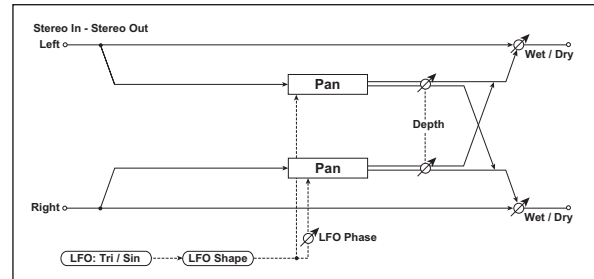 Stereo In - Stereo Out
Left
Wet / Dry
Pan
Depth
Pan
Right
Wet / Dry
LFO Phase
LFO: Tri / Sin
LFO Shape